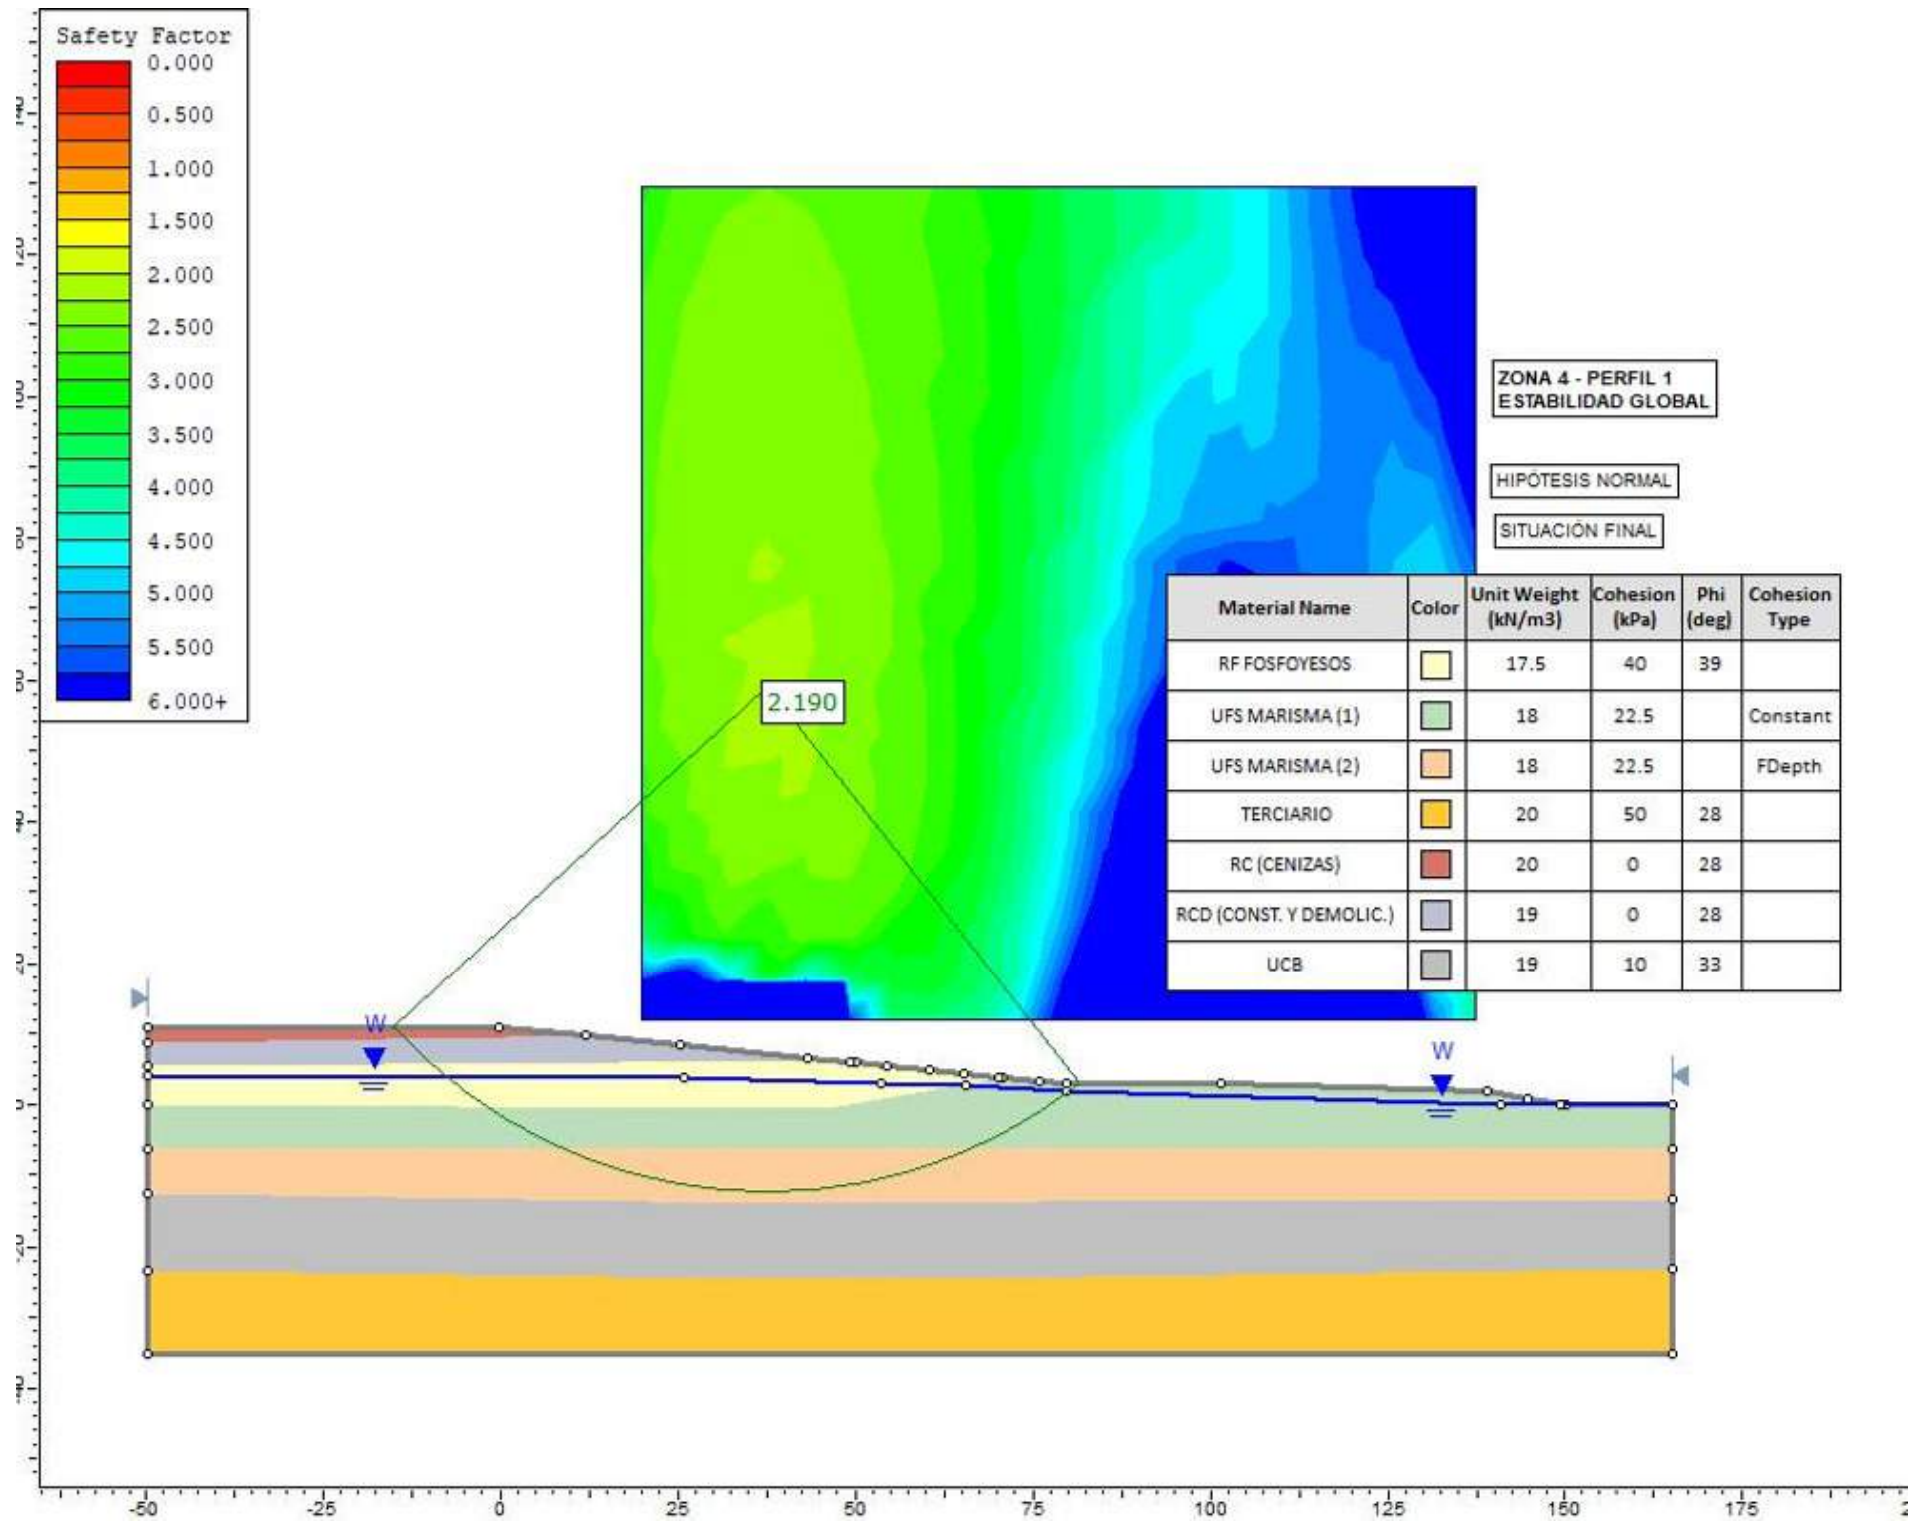 Safety Factor
0.000
0.500
1.000
1.500
2.000
2.500
3.000
3.500
4.000
4.500
5.000
5.500
6.000+
ZONA 4 - PERFIL 1
ESTABILIDAD GLOBAL
HIPÓTESIS NORMAL
SITUACIÓN FINAL
Material Name Color Unit Weight (kN/m3) Cohesion (kPa) Phi (deg) Cohesion Type
RF FOSFOYESOS 17.5 40 39
UFS MARISMA (1) 18 22.5 Constant
UFS MARISMA (2) 18 22.5 FDepth
TERCIARIO 20 50 28
RC (CENIZAS) 20 0 28
RCD (CONST. Y DEMOLIC.) 19 0 28
UCB 19 10 33
2.190
W
W
-50 -25 0 25 50 75 100 125 150 175